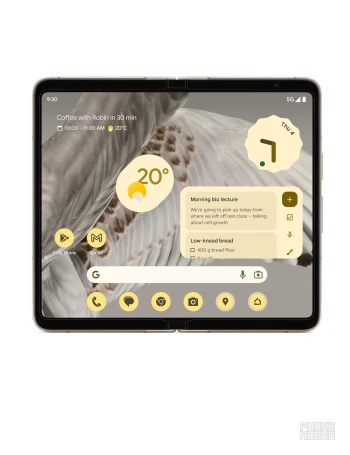 9:30
5G
Coffee with Robin in 30 min
10:00 - 11:00 AM 20°C
Thu 4
20°
Morning bio lecture
We're going to pick up today from
where we left off last class – talking
about cell growth
Low-knead bread
400 g bread flour
Play Store
Gmail
G
PHONE
ARENA